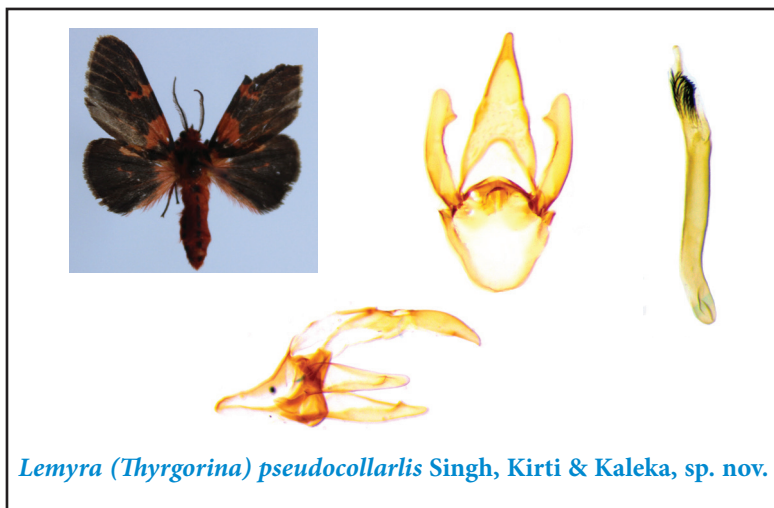 Lemyra (Thyrgorina) pseudocollarlis Singh, Kirti & Kaleka, sp. nov.